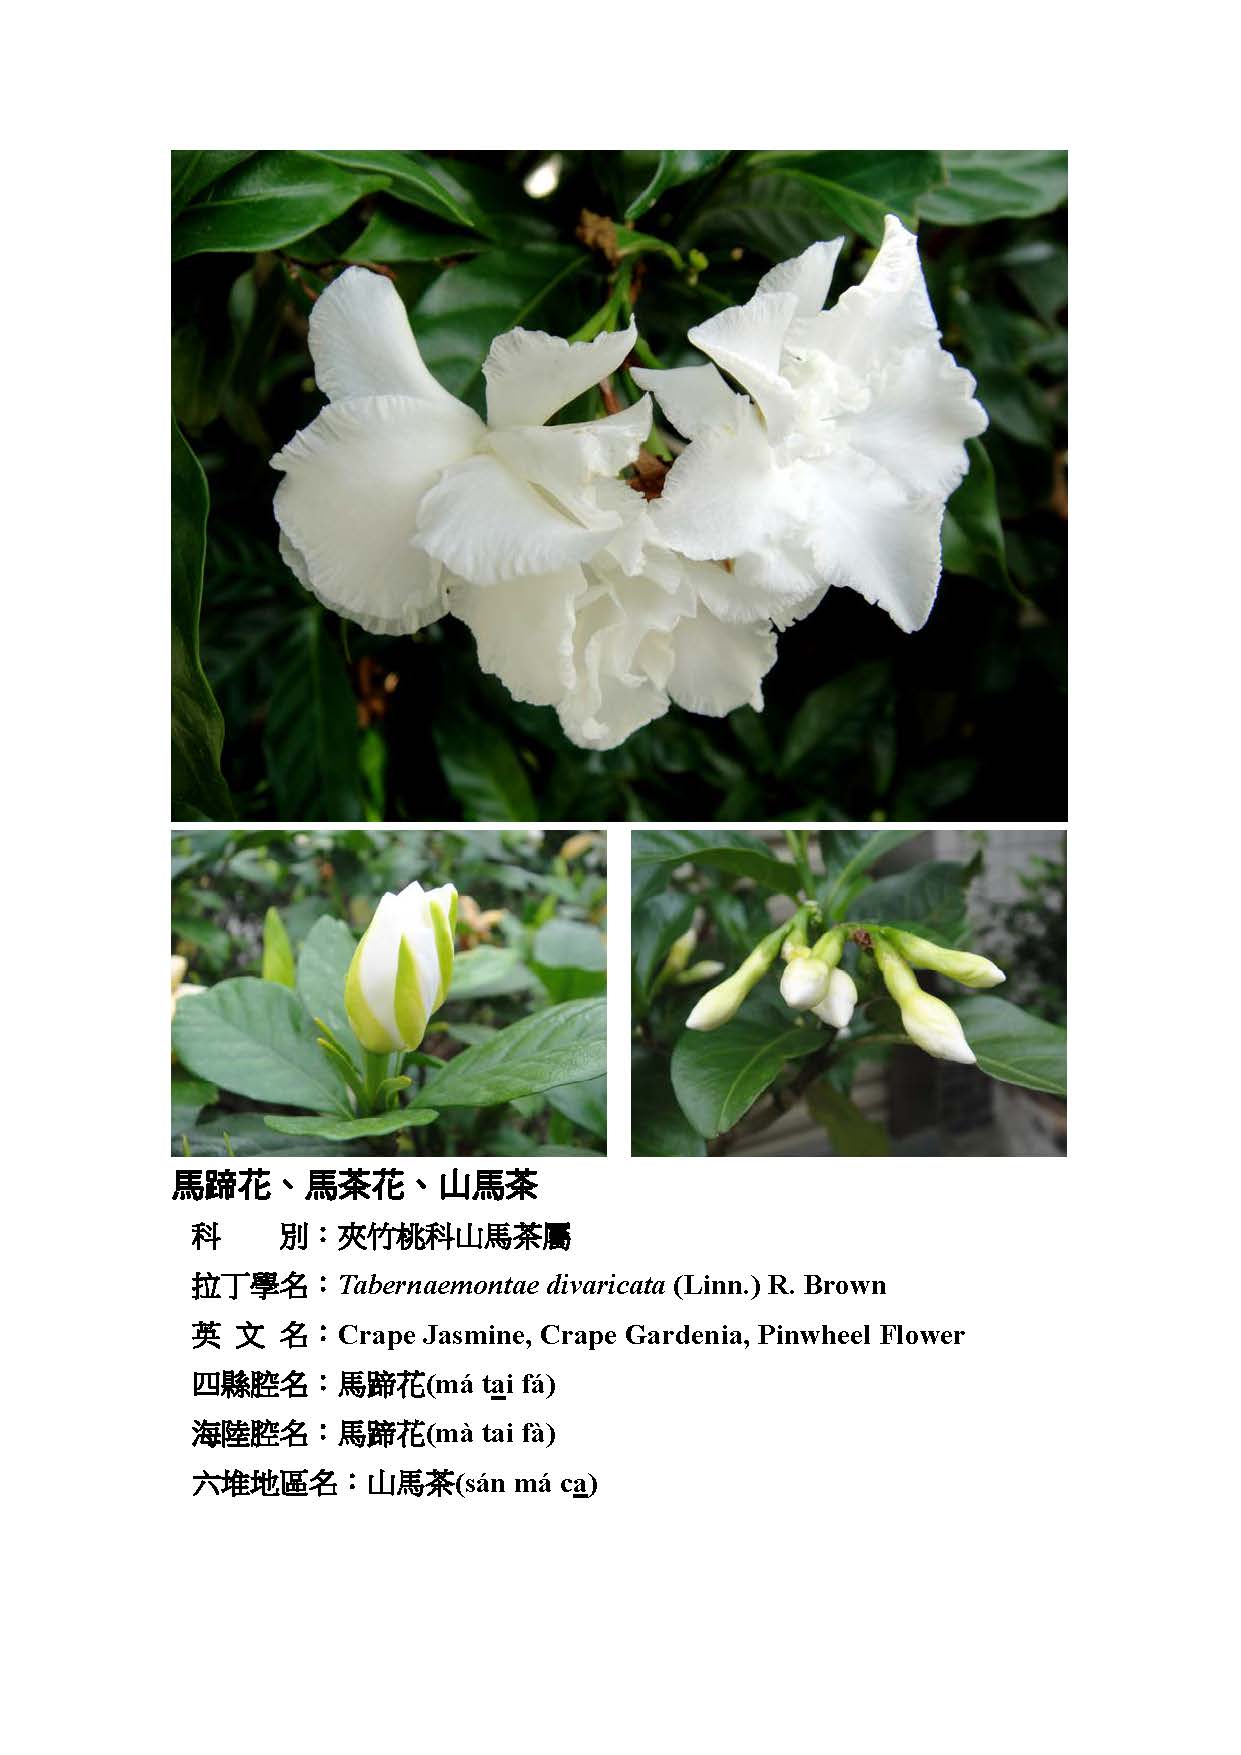 馬蹄花、馬茶花、山馬茶
科　　別：夾竹桃科山馬茶屬
拉丁學名：Tabernaemontae divaricata (Linn.) R. Brown
英 文 名：Crape Jasmine, Crape Gardenia, Pinwheel Flower
四縣腔名：馬蹄花(má tai fá)
海陸腔名：馬蹄花(mà tai fà)
六堆地區名：山馬茶(sán má ca)